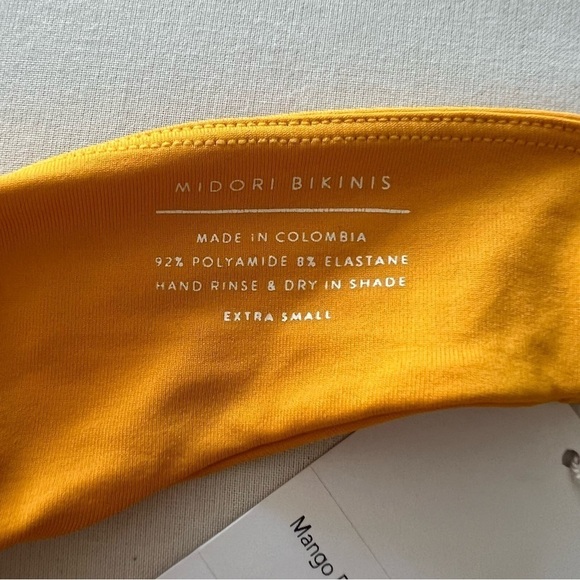 MIDORI BIKINIS
MADE IN COLOMBIA
92% POLYAMIDE 8% ELASTANE
HAND RINSE & DRY IN SHADE
EXTRA SMALL
Mango